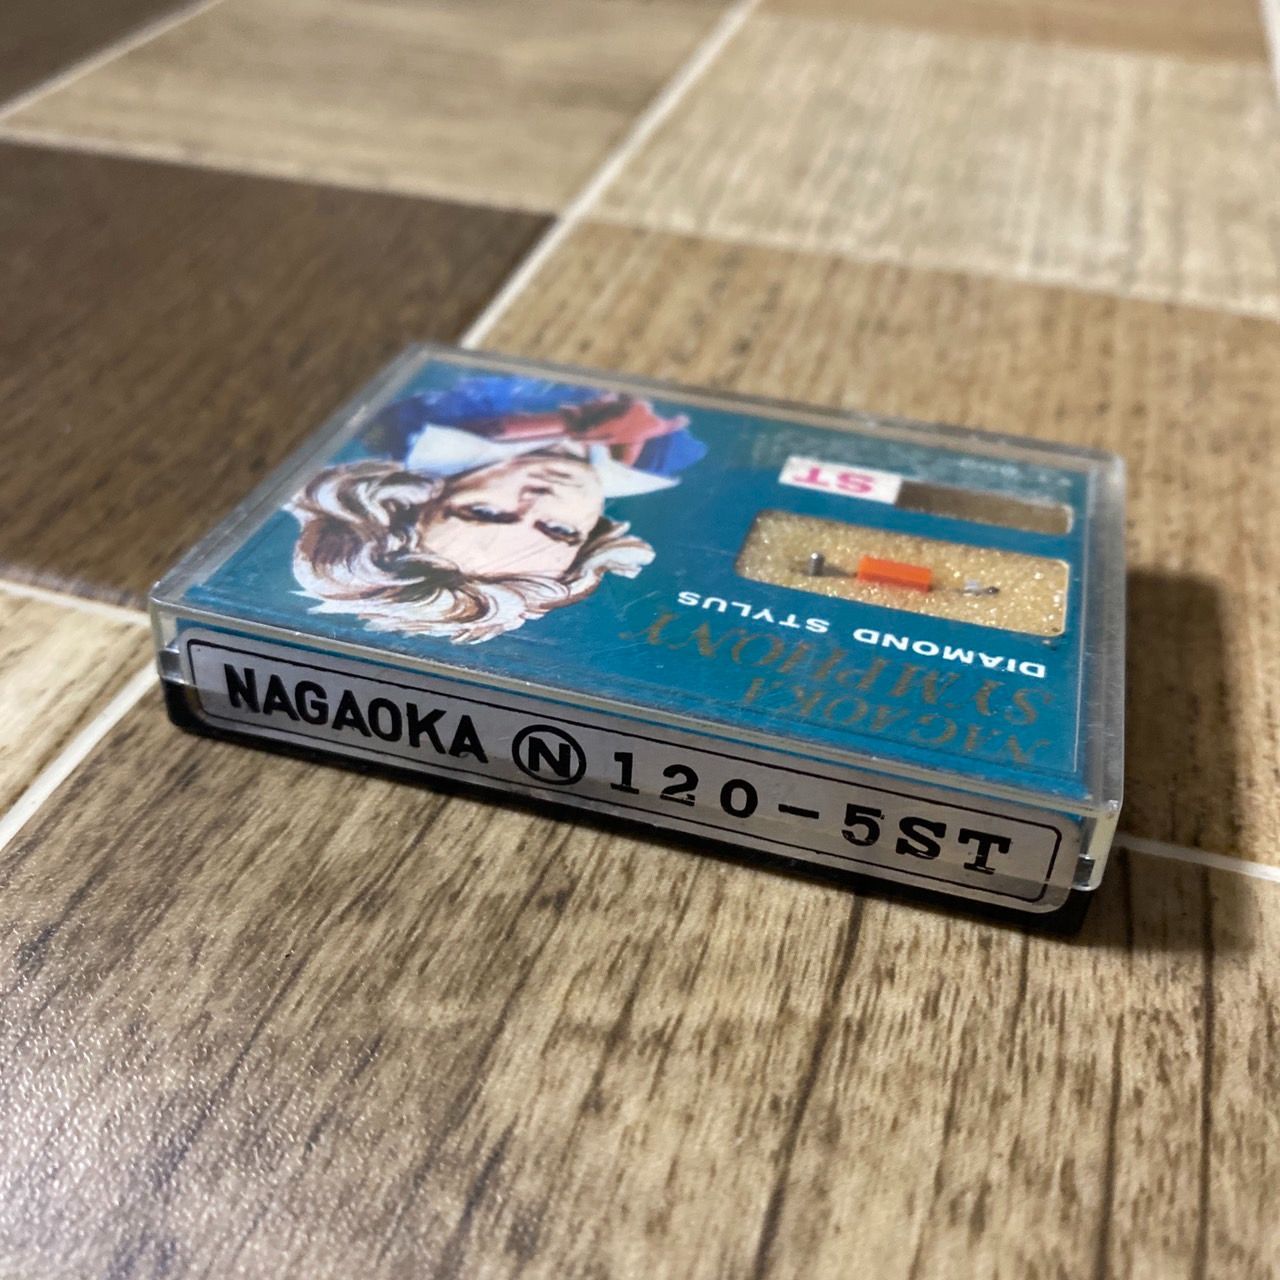 NAGAOKA N 120-5ST
NAGAOKA
SYMPHONY
DIAMOND STYLUS
ST